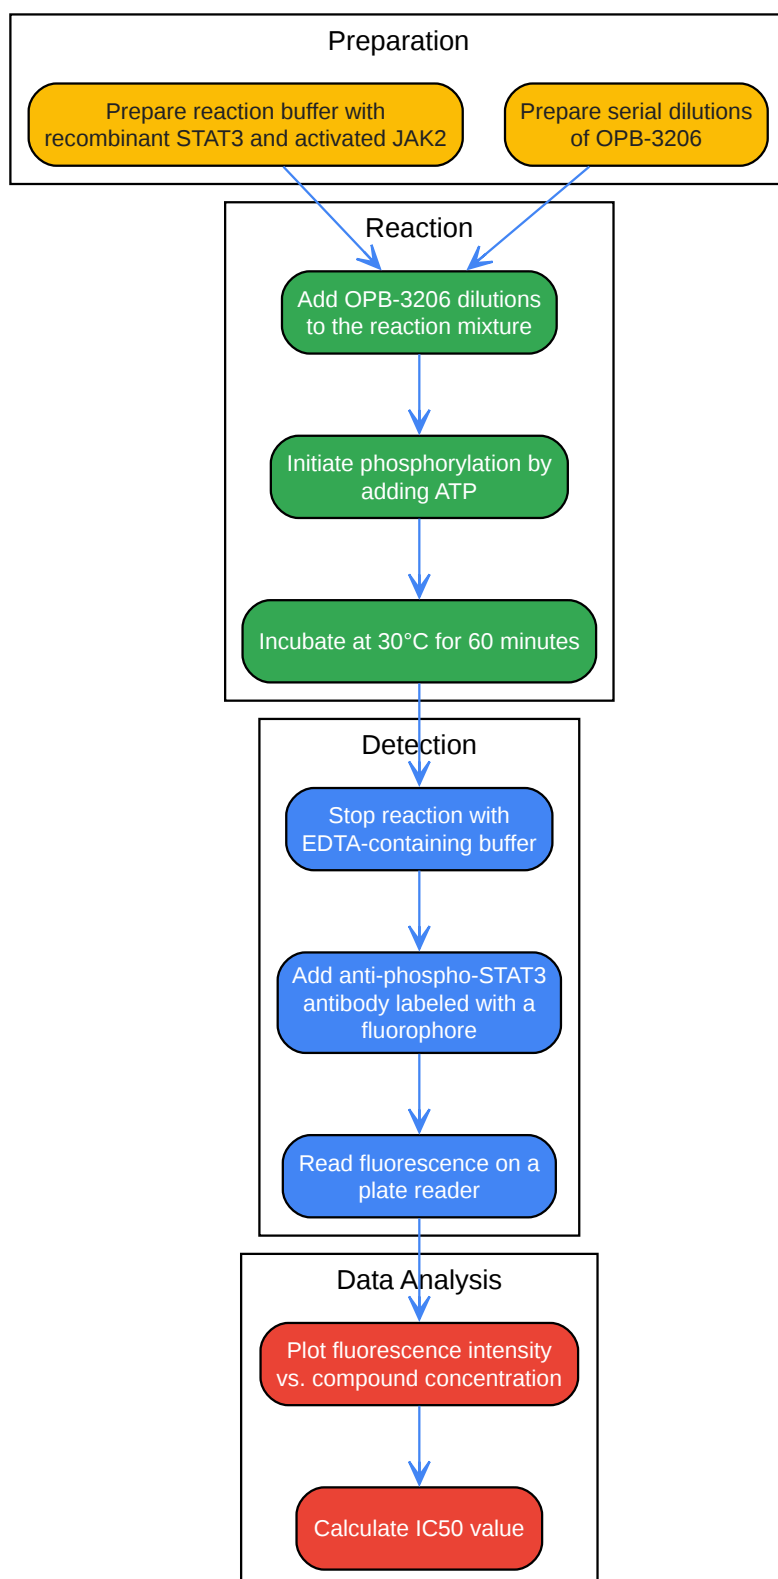 Preparation
Prepare reaction buffer with
recombinant STAT3 and activated JAK2
Prepare serial dilutions
of OPB-3206
Reaction
Add OPB-3206 dilutions
to the reaction mixture
Initiate phosphorylation by
adding ATP
Incubate at 30°C for 60 minutes
Detection
Stop reaction with
EDTA-containing buffer
Add anti-phospho-STAT3
antibody labeled with a
fluorophore
Read fluorescence on a
plate reader
Data Analysis
Plot fluorescence intensity
vs. compound concentration
Calculate IC50 value